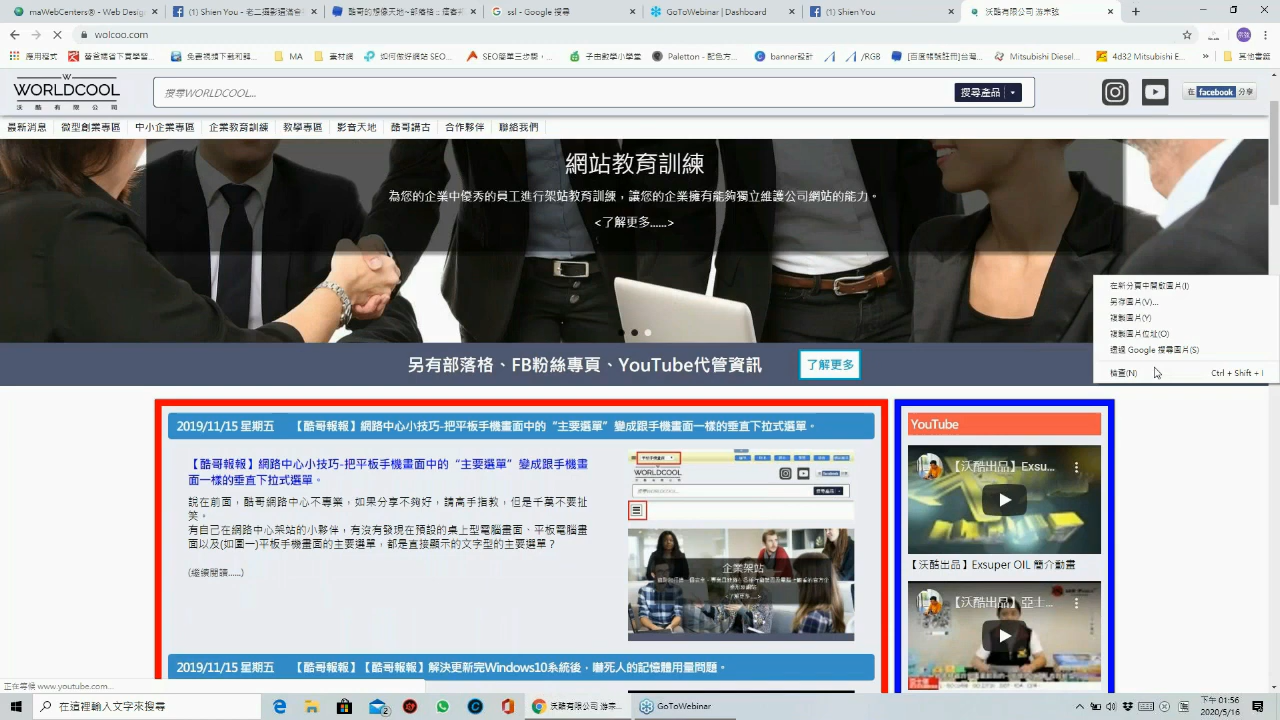 maWebCenters® - Web Design
(1) Shien You - 老二還滿會
酷哥的想像天地~部落格::痞客
ssl - Google 搜尋
GoToWebinar | Dashboard
(1) Shien You
沃酷有限公司 游宗
wolcoo.com
應用程式
MA
素材網
如何做好網站 SEO...
SEO簡單三步驟，...
子由數學小學堂
Paletton - 配色方...
banner設計
/RGB
Mitsubishi Diesel...
4d32 Mitsubishi E...
其他書籤
W
WORLDCOOL
沃酷有限公司
搜尋WORLDCOOL...
搜尋產品
在 facebook 分享
最新消息 微型創業專區 中小企業專區 企業教育訓練 教學專區 影音天地 酷哥講古 合作夥伴 聯絡我們
網站教育訓練
為您的企業中優秀的員工進行架站教育訓練，讓您的企業擁有能夠獨立維護公司網站的能力。
<了解更多......>
在新分頁中開啟圖片(I)
另存圖片(V)...
複製圖片(Y)
複製圖片位址(O)
透過 Google 搜尋圖片(S)
檢查(N) Ctrl + Shift + I
另有部落格、FB粉絲專頁、YouTube代管資訊
了解更多
2019/11/15 星期五 【酷哥報報】網路中心小技巧-把平板手機畫面中的“主要選單”變成跟手機畫面一樣的垂直下拉式選單。
【酷哥報報】網路中心小技巧-把平板手機畫面中的“主要選單”變成跟手機畫
面一樣的垂直下拉式選單。
說在前面，酷哥網路中心不專業，如果分享不夠好，請高手指教，但是千萬不要扯
笑。
有自己在網路中心架站的小夥伴，有沒有發現在預設的桌上型電腦畫面、平板電腦畫
面以及(如圖一)平板手機畫面的主要選單，都是直接顯示的文字型的主要選單？
(繼續閱讀......)
WORLDCOOL
企業架站
<了解更多......>
YouTube
【沃酷出品】Exsu...
【沃酷出品】Exsuper OIL 簡介動畫
【沃酷出品】亞士...
2019/11/15 星期五 【酷哥報報】【酷哥報報】解決更新完Windows10系統後，嚇死人的記憶體用量問題。
正在等候 www.youtube.com...
在這裡輸入文字來搜尋
沃酷有限公司 游宗...
GoToWebinar
下午 01:56
2020/5/16